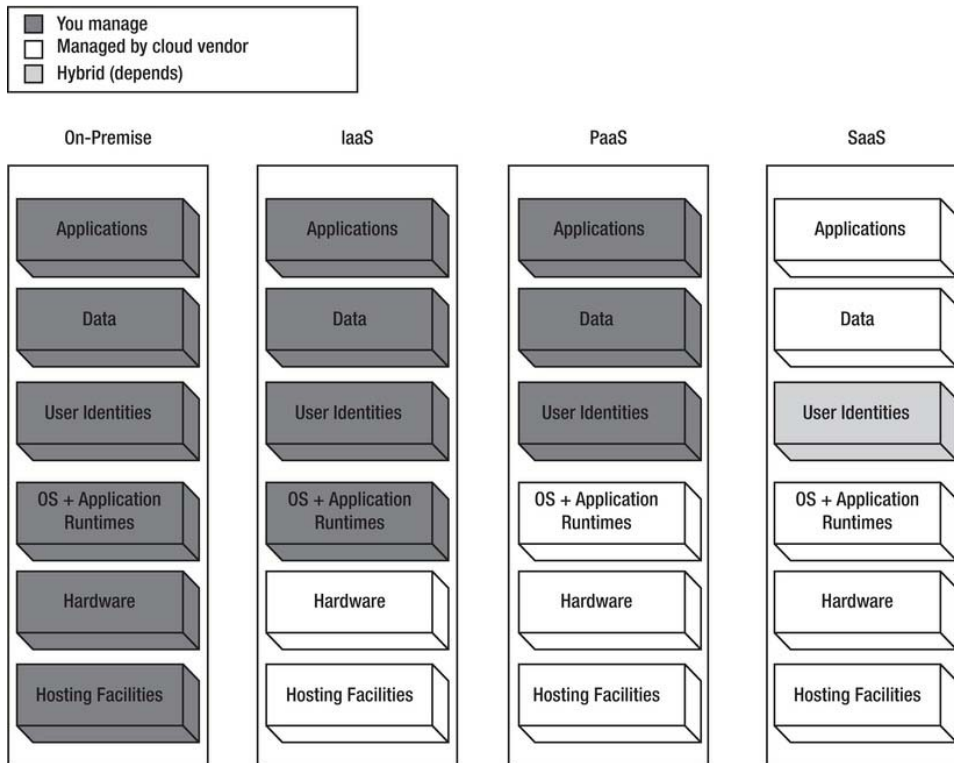 You manage
Managed by cloud vendor
Hybrid (depends)
On-Premise
IaaS
PaaS
SaaS
Applications
Data
User Identities
OS + Application
Runtimes
Hardware
Hosting Facilities
Applications
Data
User Identities
OS + Application
Runtimes
Hardware
Hosting Facilities
Applications
Data
User Identities
OS + Application
Runtimes
Hardware
Hosting Facilities
Applications
Data
User Identities
OS + Application
Runtimes
Hardware
Hosting Facilities